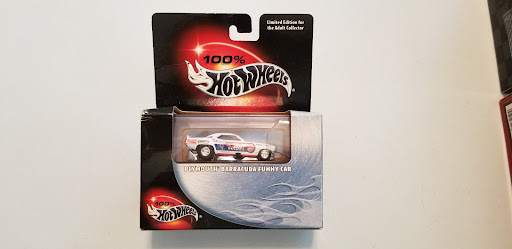 Limited Edition for
the Adult Collector
100%
HOT WHEELS
PLYMOUTH BARRACUDA FUNNY CAR
100%
HOT WHEELS